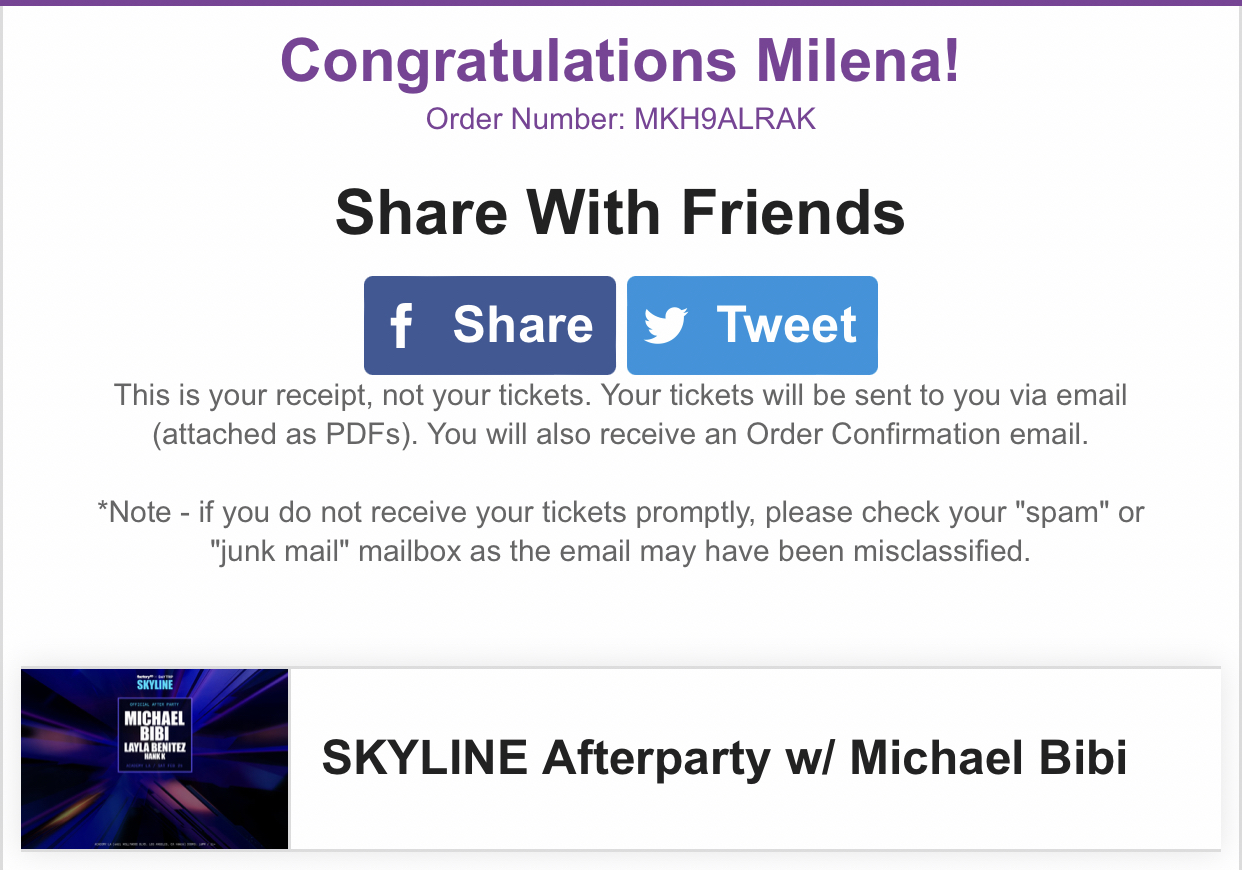 Congratulations Milena!
Order Number: MKH9ALRAK
Share With Friends
f Share
Tweet
This is your receipt, not your tickets. Your tickets will be sent to you via email
(attached as PDFs). You will also receive an Order Confirmation email.
*Note - if you do not receive your tickets promptly, please check your "spam" or
"junk mail" mailbox as the email may have been misclassified.
SKYLINE
OFFICIAL AFTER PARTY
MICHAEL
BIBI
LAYLA BENITEZ
HANK K
SKYLINE Afterparty w/ Michael Bibi